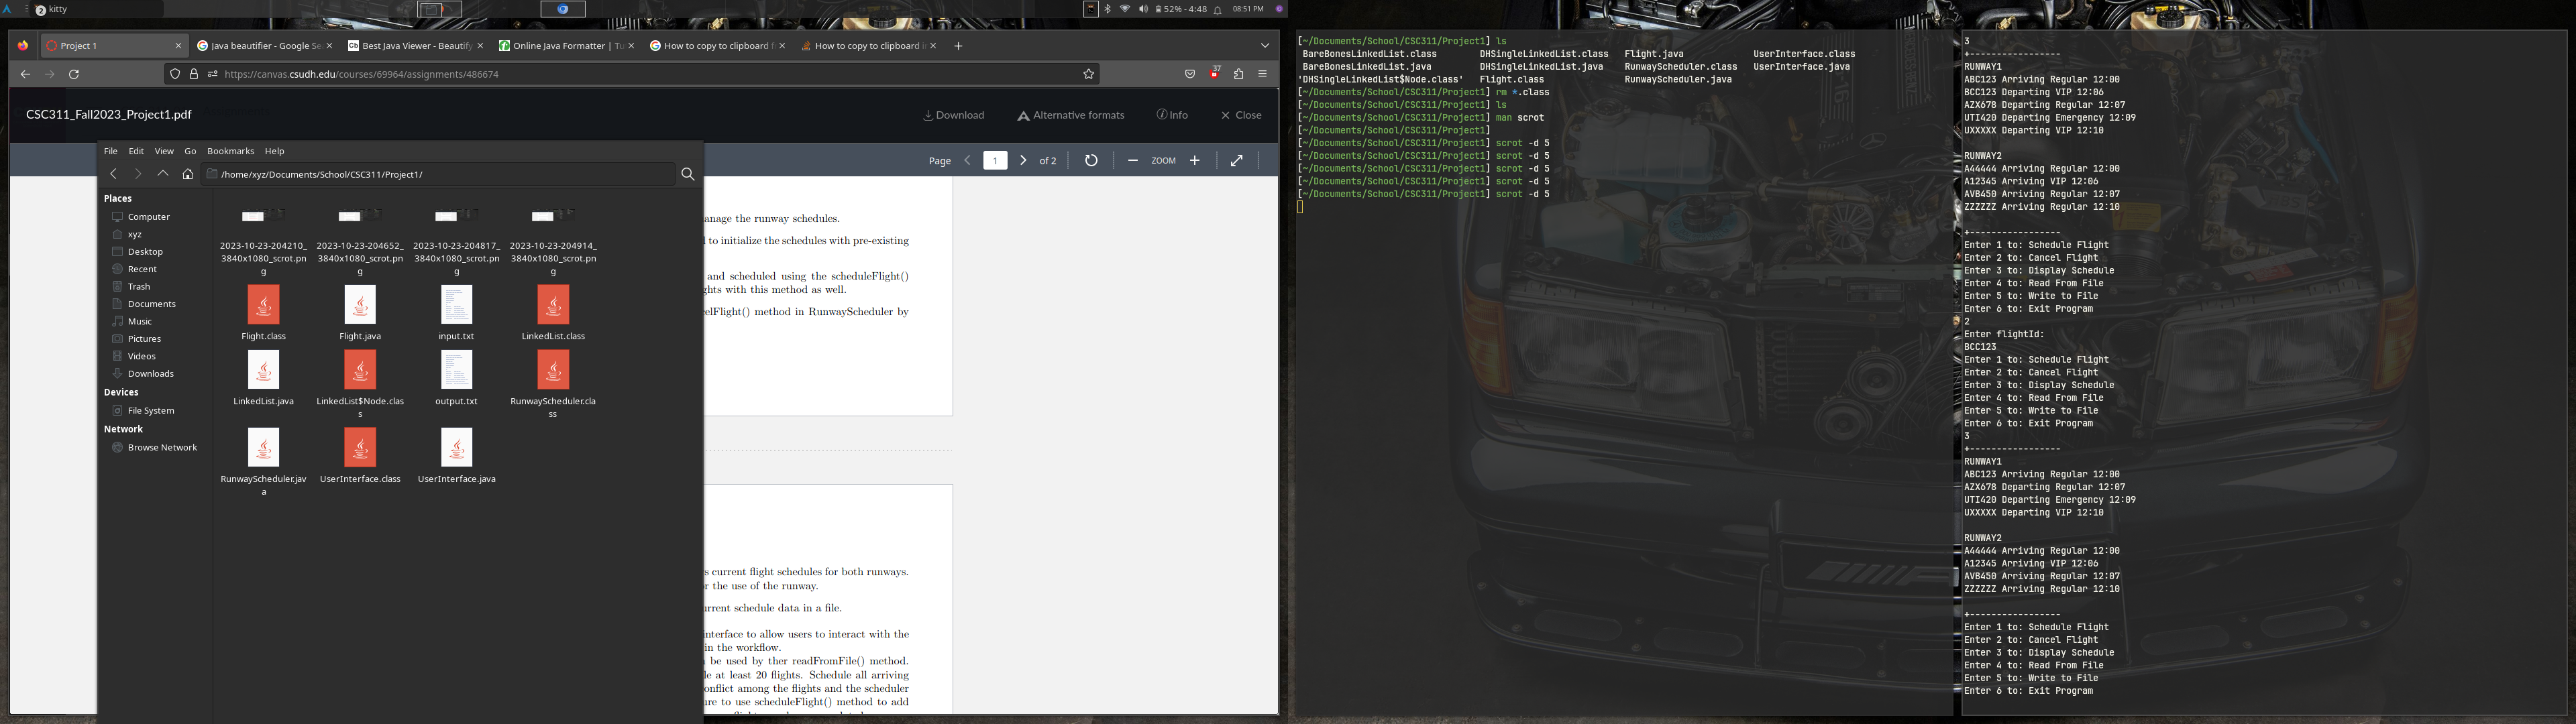 2 kitty
52% - 4:48
08:51 PM
Project 1
Java beautifier - Google Se
Best Java Viewer - Beautify
Online Java Formatter | Tu
How to copy to clipboard f
How to copy to clipboard i
https://canvas.csudh.edu/courses/69964/assignments/486674
37
CSC311_Fall2023_Project1.pdf
Download
Alternative formats
Info
Close
Page 1 of 2
ZOOM
File Edit View Go Bookmarks Help
/home/xyz/Documents/School/CSC311/Project1/
Places
Computer
xyz
Desktop
Recent
Trash
Documents
Music
Pictures
Videos
Downloads
Devices
File System
Network
Browse Network
2023-10-23-204210_
3840x1080_scrot.pn
g
2023-10-23-204652_
3840x1080_scrot.pn
g
2023-10-23-204817_
3840x1080_scrot.pn
g
2023-10-23-204914_
3840x1080_scrot.pn
g
Flight.class
Flight.java
input.txt
LinkedList.class
LinkedList.java
LinkedList$Node.clas
s
output.txt
RunwayScheduler.cla
ss
RunwayScheduler.jav
a
UserInterface.class
UserInterface.java
anage the runway schedules.
l to initialize the schedules with pre-existing
and scheduled using the scheduleFlight()
ghts with this method as well.
elFlight() method in RunwayScheduler by
s current flight schedules for both runways.
or the use of the runway.
urrent schedule data in a file.
interface to allow users to interact with the
in the workflow.
be used by ther readFromFile() method.
le at least 20 flights. Schedule all arriving
onflict among the flights and the scheduler
ure to use scheduleFlight() method to add
[~/Documents/School/CSC311/Project1] ls
BareBonesLinkedList.class DHSingleLinkedList.class Flight.java UserInterface.class
BareBonesLinkedList.java DHSingleLinkedList.java RunwayScheduler.class UserInterface.java
'DHSingleLinkedList$Node.class' Flight.class RunwayScheduler.java
[~/Documents/School/CSC311/Project1] rm *.class
[~/Documents/School/CSC311/Project1] ls
[~/Documents/School/CSC311/Project1] man scrot
[~/Documents/School/CSC311/Project1]
[~/Documents/School/CSC311/Project1] scrot -d 5
[~/Documents/School/CSC311/Project1] scrot -d 5
[~/Documents/School/CSC311/Project1] scrot -d 5
[~/Documents/School/CSC311/Project1] scrot -d 5
[~/Documents/School/CSC311/Project1] scrot -d 5
3
+-----------------
RUNWAY1
ABC123 Arriving Regular 12:00
BCC123 Departing VIP 12:06
AZX678 Departing Regular 12:07
UTI420 Departing Emergency 12:09
UXXXXX Departing VIP 12:10
RUNWAY2
A44444 Arriving Regular 12:00
A12345 Arriving VIP 12:06
AVB450 Arriving Regular 12:07
ZZZZZZ Arriving Regular 12:10
+-----------------
Enter 1 to: Schedule Flight
Enter 2 to: Cancel Flight
Enter 3 to: Display Schedule
Enter 4 to: Read From File
Enter 5 to: Write to File
Enter 6 to: Exit Program
2
Enter flightId:
BCC123
Enter 1 to: Schedule Flight
Enter 2 to: Cancel Flight
Enter 3 to: Display Schedule
Enter 4 to: Read From File
Enter 5 to: Write to File
Enter 6 to: Exit Program
3
+-----------------
RUNWAY1
ABC123 Arriving Regular 12:00
AZX678 Departing Regular 12:07
UTI420 Departing Emergency 12:09
UXXXXX Departing VIP 12:10
RUNWAY2
A44444 Arriving Regular 12:00
A12345 Arriving VIP 12:06
AVB450 Arriving Regular 12:07
ZZZZZZ Arriving Regular 12:10
+-----------------
Enter 1 to: Schedule Flight
Enter 2 to: Cancel Flight
Enter 3 to: Display Schedule
Enter 4 to: Read From File
Enter 5 to: Write to File
Enter 6 to: Exit Program